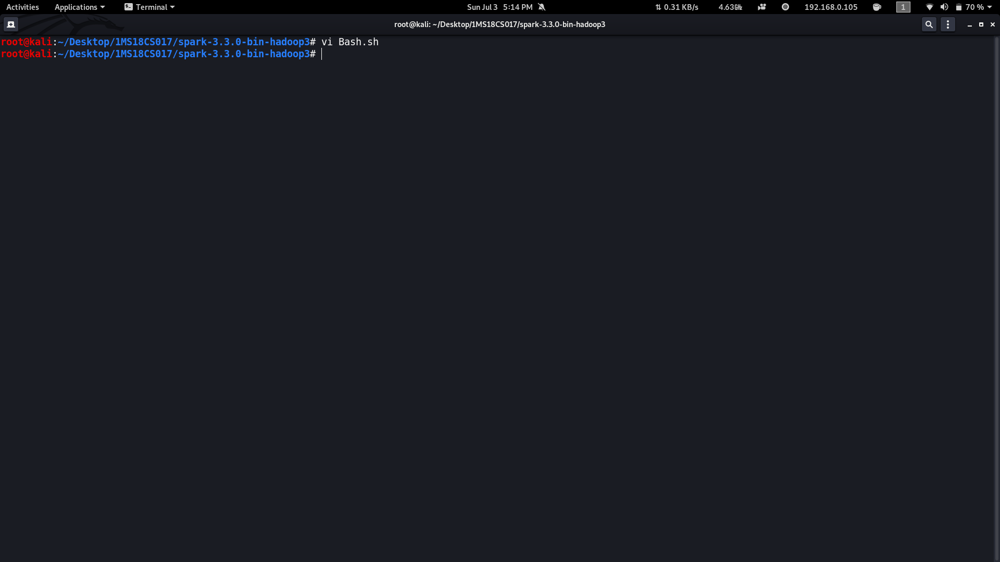 Activities Applications Terminal Sun Jul 3 5:14 PM 0.31 KB/s 4.63GHz 192.168.0.105 1 70 %
root@kali: ~/Desktop/1MS18CS017/spark-3.3.0-bin-hadoop3
root@kali:~/Desktop/1MS18CS017/spark-3.3.0-bin-hadoop3# vi Bash.sh
root@kali:~/Desktop/1MS18CS017/spark-3.3.0-bin-hadoop3#